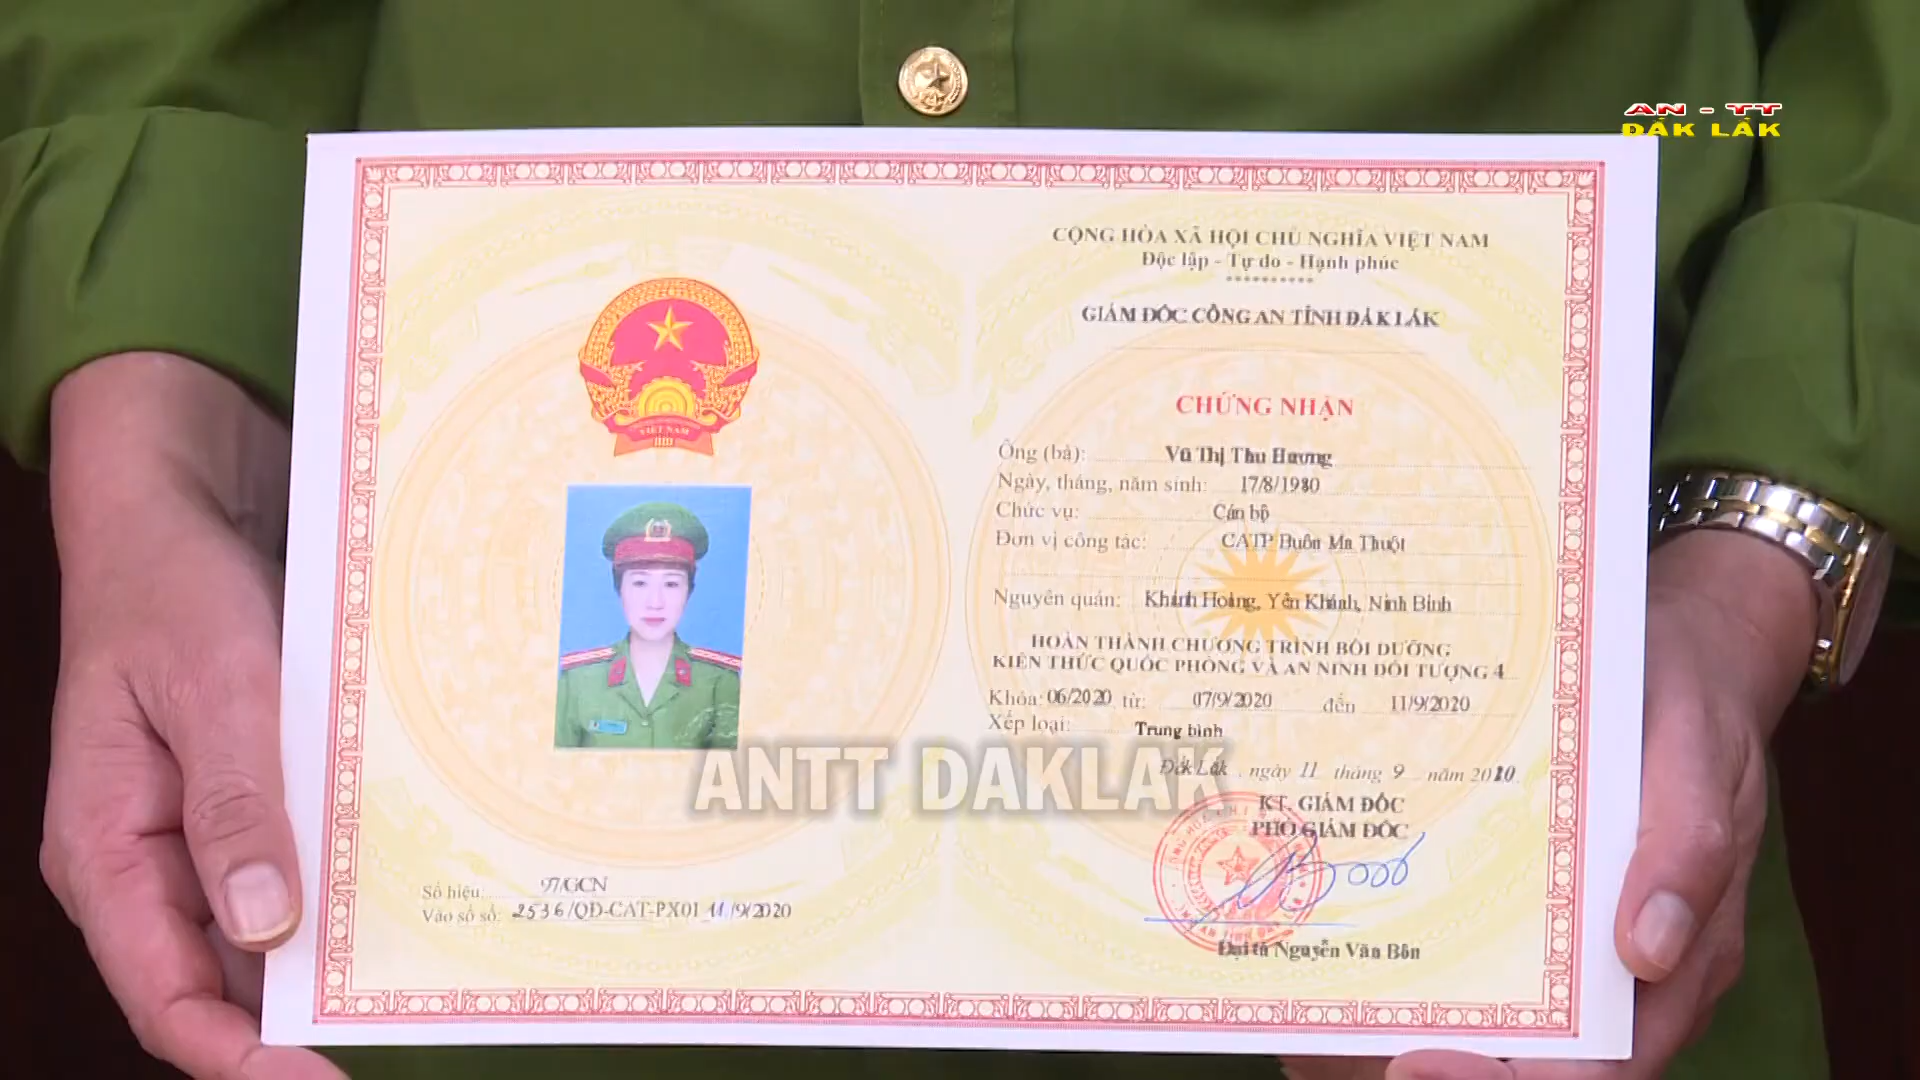 AN - TT
ĐẮK LẮK
CỘNG HÒA XÃ HỘI CHỦ NGHĨA VIỆT NAM
Độc lập - Tự do - Hạnh phúc
**********
GIÁM ĐỐC CÔNG AN TỈNH ĐẮK LẮK
VIỆT NAM
CHỨNG NHẬN
Ông (bà): Vũ Thị Thu Hương
Ngày, tháng, năm sinh: 17/8/1980
Chức vụ: Cán bộ
Đơn vị công tác: CATP Buôn Ma Thuột
Nguyên quán: Khánh Hoàng, Yên Khánh, Ninh Bình
HOÀN THÀNH CHƯƠNG TRÌNH BỒI DƯỠNG
KIẾN THỨC QUỐC PHÒNG VÀ AN NINH ĐỐI TƯỢNG 4
Khóa: 06/2020 từ: 07/9/2020 đến 11/9/2020
Xếp loại: Trung bình
Đắk Lắk, ngày 11 tháng 9 năm 2020
KT. GIÁM ĐỐC
PHÓ GIÁM ĐỐC
Đại tá Nguyễn Văn Bôn
Số hiệu: 97/GCN
Vào sổ số: 2536/QĐ-CAT-PX01 11/9/2020
ANTT DAKLAK